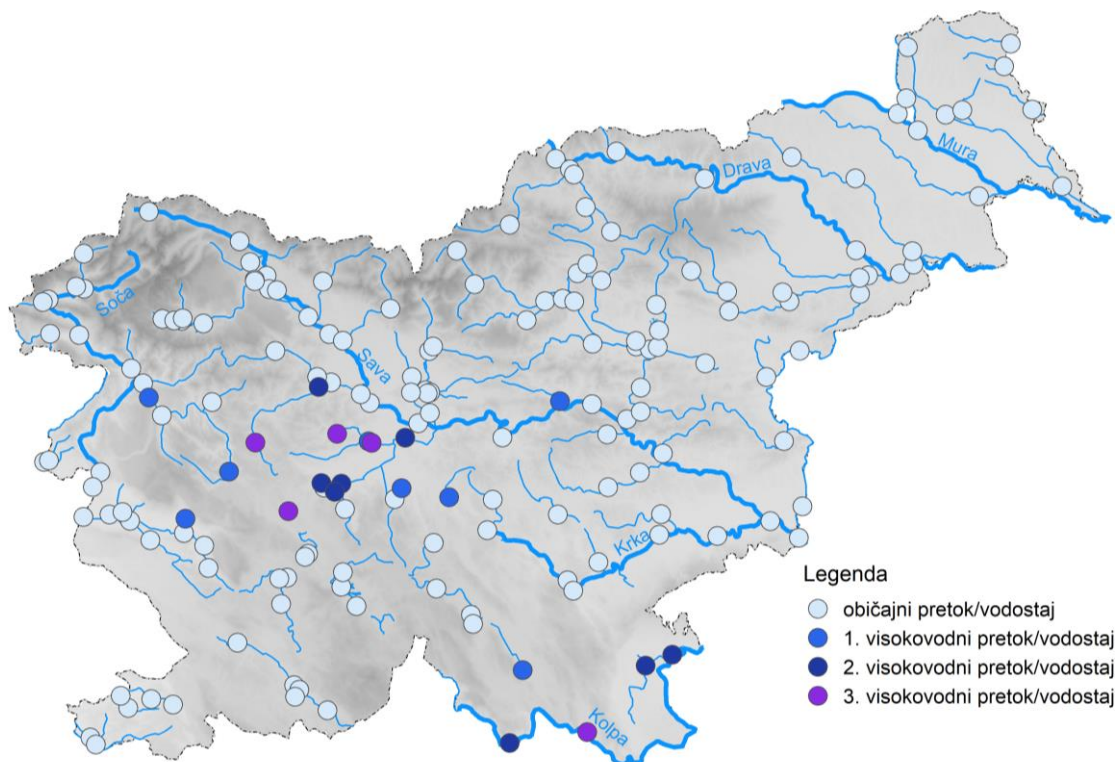 Mura
Drava
Soča
Sava
Krka
Kolpa
Legenda
običajni pretok/vodostaj
1. visokovodni pretok/vodostaj
2. visokovodni pretok/vodostaj
3. visokovodni pretok/vodostaj